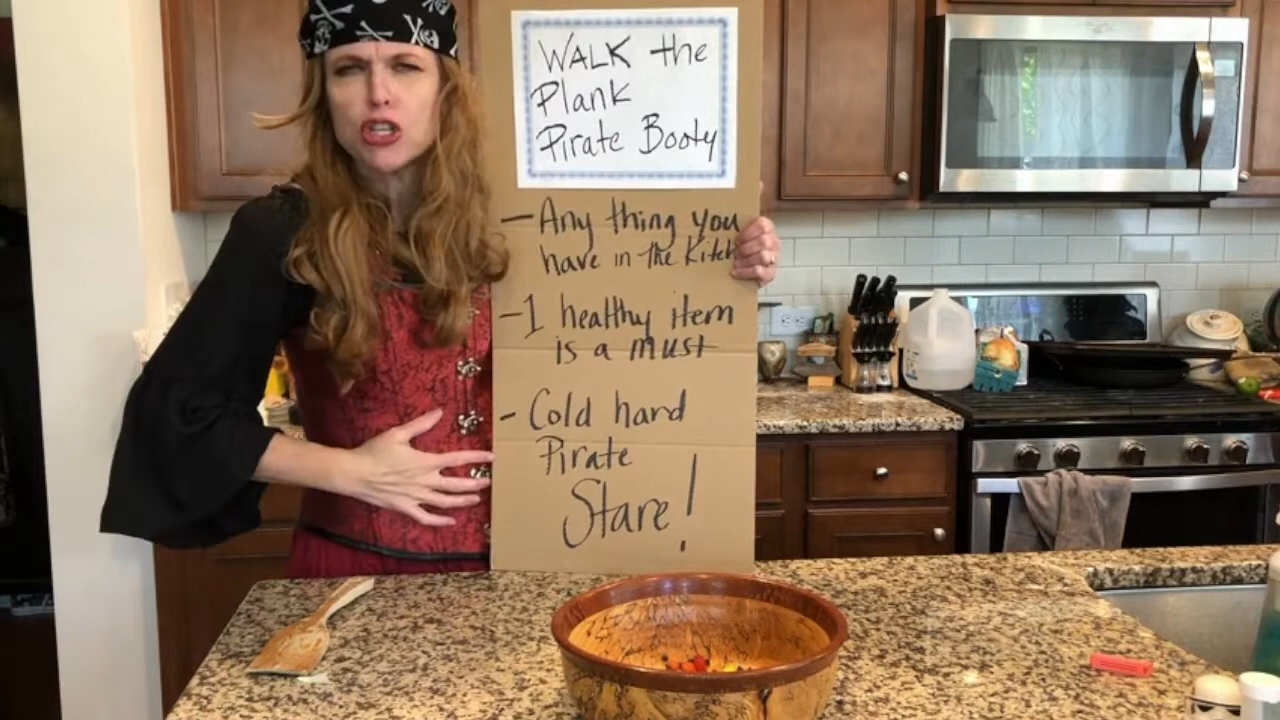 WALK the
Plank
Pirate Booty
- Any thing you
have in the Kitch
- 1 healthy item
is a must
- Cold hard
Pirate
Stare!